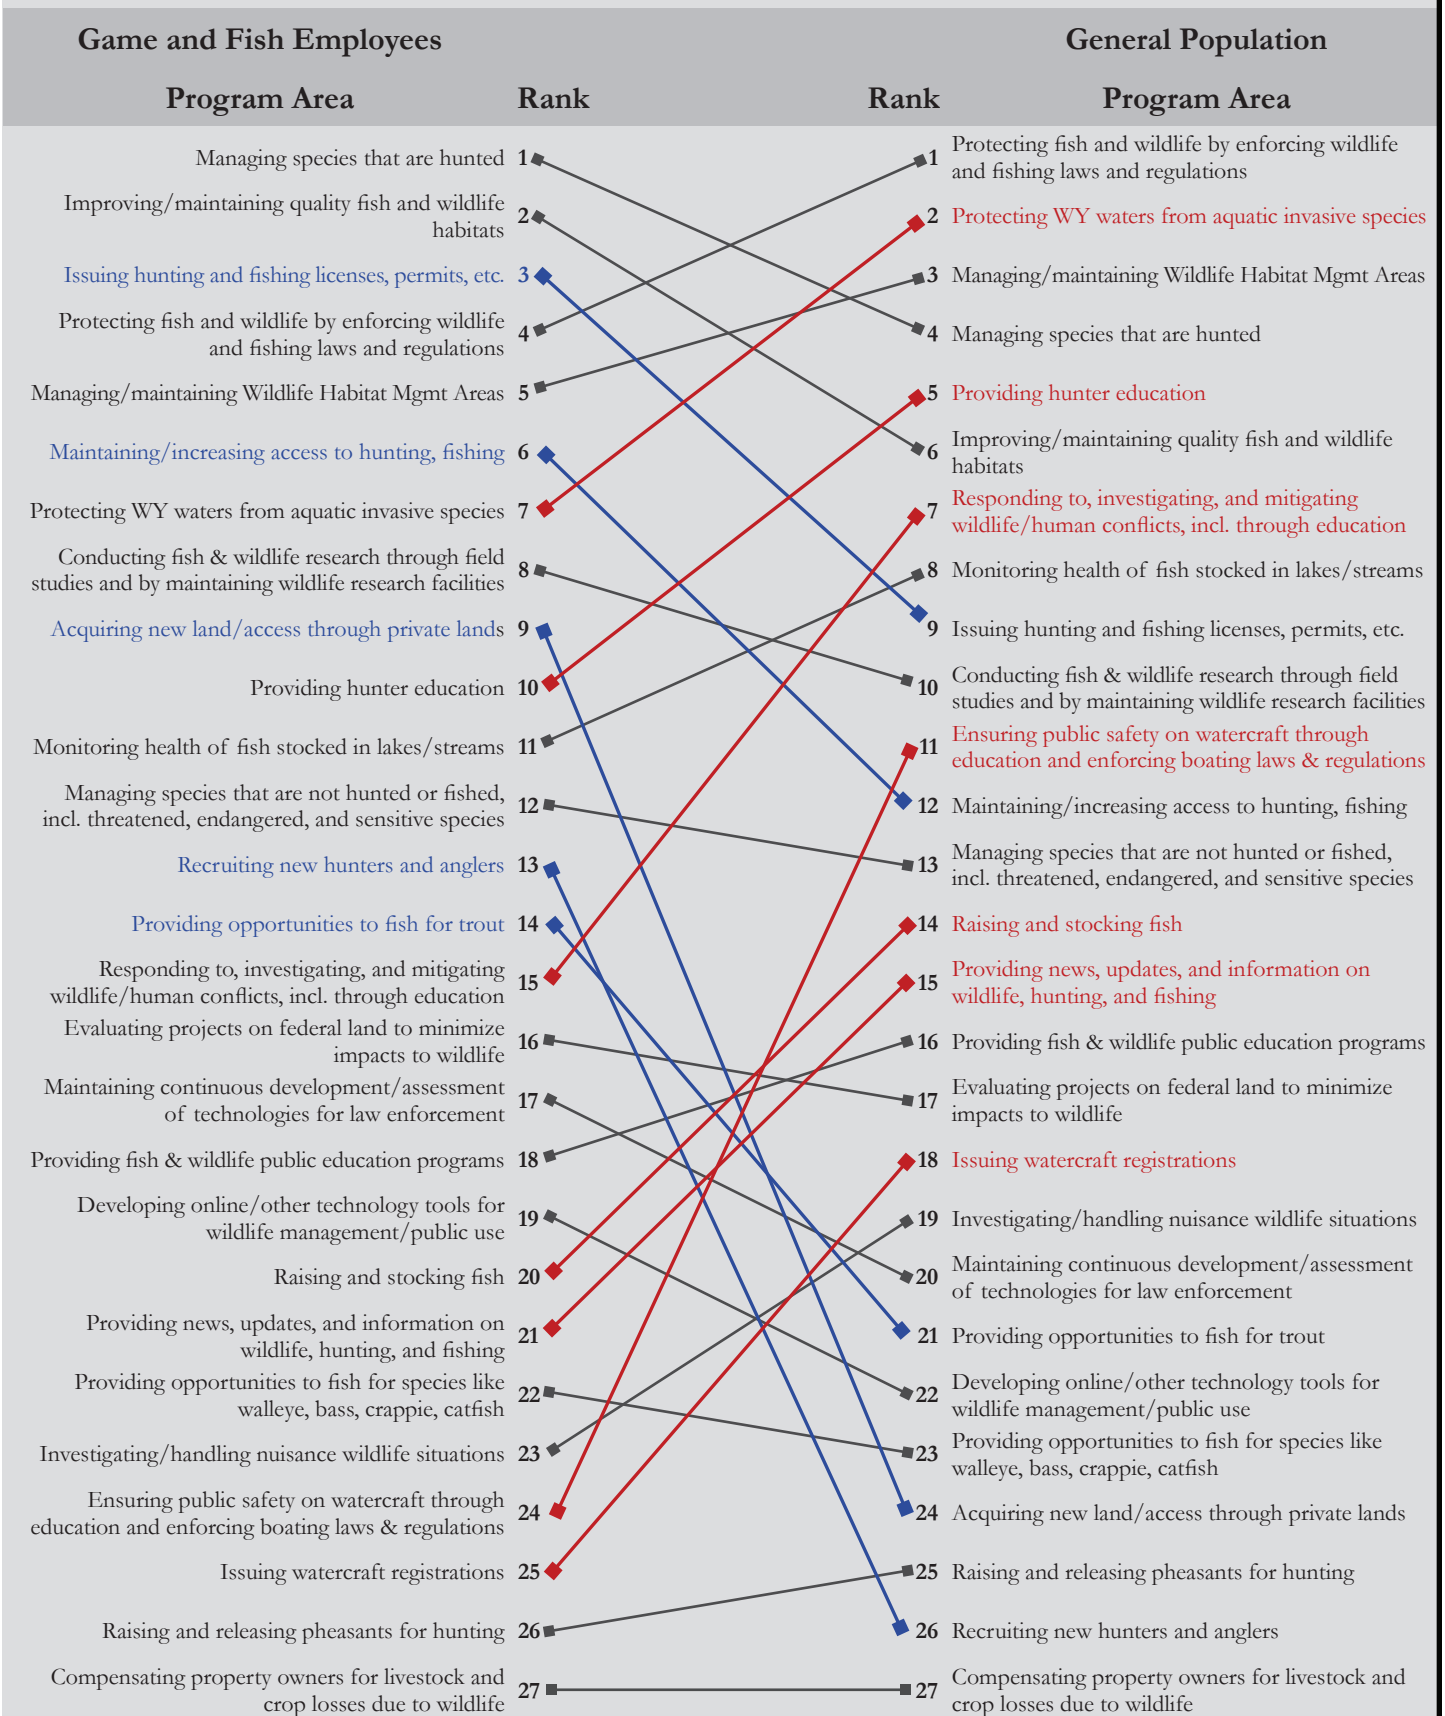 Game and Fish Employees
General Population
Program Area Rank
Rank Program Area
Managing species that are hunted 1
Improving/maintaining quality fish and wildlife
habitats 2
Issuing hunting and fishing licenses, permits, etc. 3
Protecting fish and wildlife by enforcing wildlife
and fishing laws and regulations 4
Managing/maintaining Wildlife Habitat Mgmt Areas 5
Maintaining/increasing access to hunting, fishing 6
Protecting WY waters from aquatic invasive species 7
Conducting fish & wildlife research through field
studies and by maintaining wildlife research facilities 8
Acquiring new land/access through private lands 9
Providing hunter education 10
Monitoring health of fish stocked in lakes/streams 11
Managing species that are not hunted or fished,
incl. threatened, endangered, and sensitive species 12
Recruiting new hunters and anglers 13
Providing opportunities to fish for trout 14
Responding to, investigating, and mitigating
wildlife/human conflicts, incl. through education 15
Evaluating projects on federal land to minimize
impacts to wildlife 16
Maintaining continuous development/assessment
of technologies for law enforcement 17
Providing fish & wildlife public education programs 18
Developing online/other technology tools for
wildlife management/public use 19
Raising and stocking fish 20
Providing news, updates, and information on
wildlife, hunting, and fishing 21
Providing opportunities to fish for species like
walleye, bass, crappie, catfish 22
Investigating/handling nuisance wildlife situations 23
Ensuring public safety on watercraft through
education and enforcing boating laws & regulations 24
Issuing watercraft registrations 25
Raising and releasing pheasants for hunting 26
Compensating property owners for livestock and
crop losses due to wildlife 27
1 Protecting fish and wildlife by enforcing wildlife
and fishing laws and regulations
2 Protecting WY waters from aquatic invasive species
3 Managing/maintaining Wildlife Habitat Mgmt Areas
4 Managing species that are hunted
5 Providing hunter education
6 Improving/maintaining quality fish and wildlife
habitats
7 Responding to, investigating, and mitigating
wildlife/human conflicts, incl. through education
8 Monitoring health of fish stocked in lakes/streams
9 Issuing hunting and fishing licenses, permits, etc.
10 Conducting fish & wildlife research through field
studies and by maintaining wildlife research facilities
11 Ensuring public safety on watercraft through
education and enforcing boating laws & regulations
12 Maintaining/increasing access to hunting, fishing
13 Managing species that are not hunted or fished,
incl. threatened, endangered, and sensitive species
14 Raising and stocking fish
15 Providing news, updates, and information on
wildlife, hunting, and fishing
16 Providing fish & wildlife public education programs
17 Evaluating projects on federal land to minimize
impacts to wildlife
18 Issuing watercraft registrations
19 Investigating/handling nuisance wildlife situations
20 Maintaining continuous development/assessment
of technologies for law enforcement
21 Providing opportunities to fish for trout
22 Developing online/other technology tools for
wildlife management/public use
23 Providing opportunities to fish for species like
walleye, bass, crappie, catfish
24 Acquiring new land/access through private lands
25 Raising and releasing pheasants for hunting
26 Recruiting new hunters and anglers
27 Compensating property owners for livestock and
crop losses due to wildlife